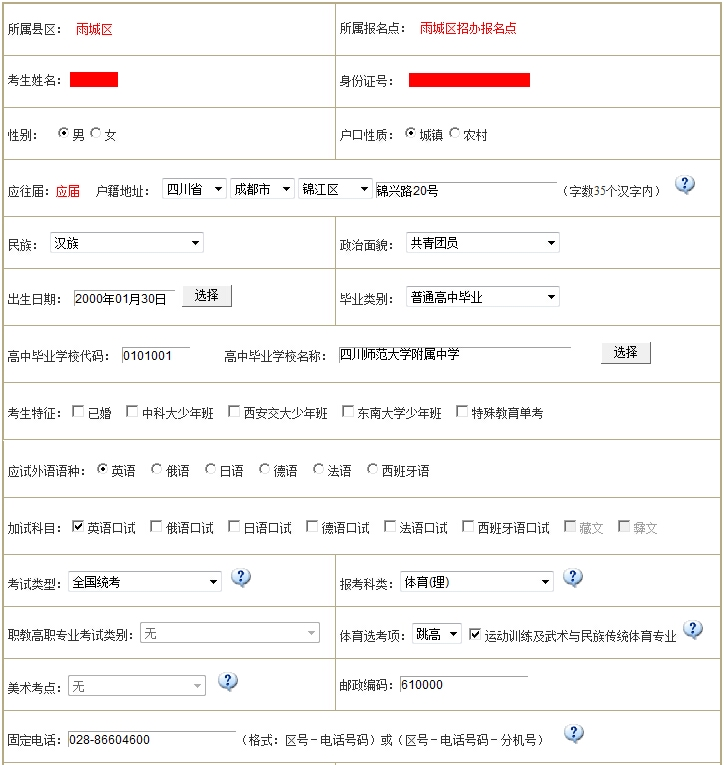 所属县区： 雨城区 所属报名点： 雨城区招办报名点
考生姓名： 身份证号：
性别： 男 女 户口性质： 城镇 农村
应往届：应届 户籍地址： 四川省 成都市 锦江区 锦兴路20号 （字数35个汉字内）
民族： 汉族 政治面貌： 共青团员
出生日期： 2000年01月30日 选择 毕业类别： 普通高中毕业
高中毕业学校代码： 0101001 高中毕业学校名称： 四川师范大学附属中学 选择
考生特征： 已婚 中科大少年班 西安交大少年班 东南大学少年班 特殊教育单考
应试外语语种： 英语 俄语 日语 德语 法语 西班牙语
加试科目： 英语口试 俄语口试 日语口试 德语口试 法语口试 西班牙语口试 藏文 彝文
考试类型： 全国统考 报考科类： 体育(理)
职教高职专业考试类别： 无 体育选考项： 跳高 运动训练及武术与民族传统体育专业
美术考点： 无 邮政编码： 610000
固定电话： 028-86604600 （格式：区号-电话号码）或（区号-电话号码-分机号）